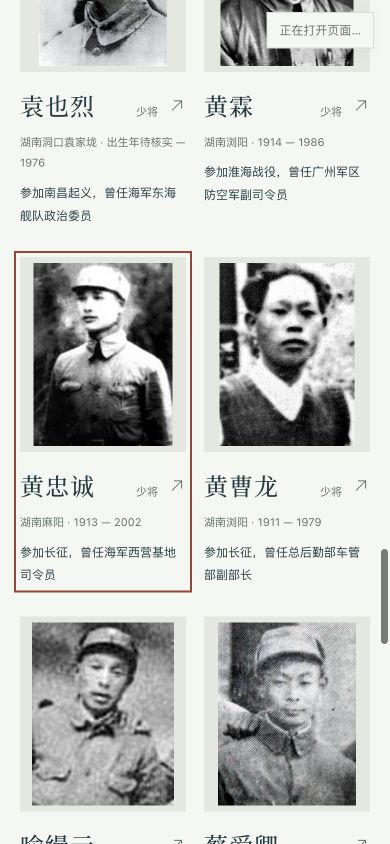 正在打开页面...
袁也烈 少将
湖南洞口袁家垅 · 出生年待核实 —
1976
参加南昌起义，曾任海军东海
舰队政治委员
黄霖 少将
湖南浏阳 · 1914 — 1986
参加淮海战役，曾任广州军区
防空军副司令员
黄忠诚 少将
湖南麻阳 · 1913 — 2002
参加长征，曾任海军西营基地
司令员
黄曹龙 少将
湖南浏阳 · 1911 — 1979
参加长征，曾任总后勤部车管
部副部长
喻缦云
蔡爱卿